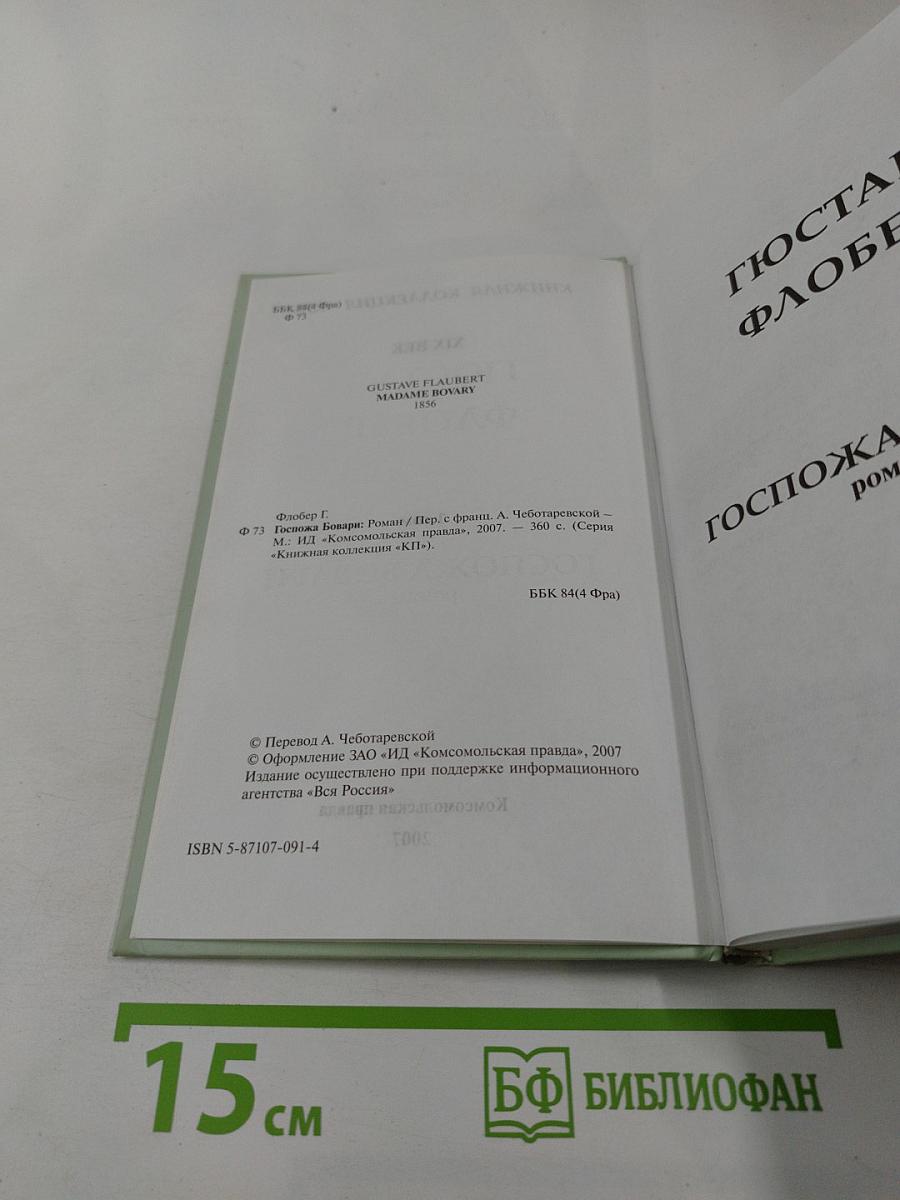 ББК 84(4 Фра)
Ф 73
GUSTAVE FLAUBERT
MADAME BOVARY
1856
Флобер Г.
Ф 73 Госпожа Бовари: Роман / Пер. с франц. А. Чеботаревской –
М.: ИД «Комсомольская правда», 2007. — 360 с. (Серия
«Книжная коллекция «КП»).
ББК 84(4 Фра)
© Перевод А. Чеботаревской
© Оформление ЗАО «ИД «Комсомольская правда», 2007
Издание осуществлено при поддержке информационного
агентства «Вся Россия»
ISBN 5-87107-091-4
ГЮСТА
ФЛОБЕ
ГОСПОЖА
ром
15 см
БФ БИБЛИОФАН